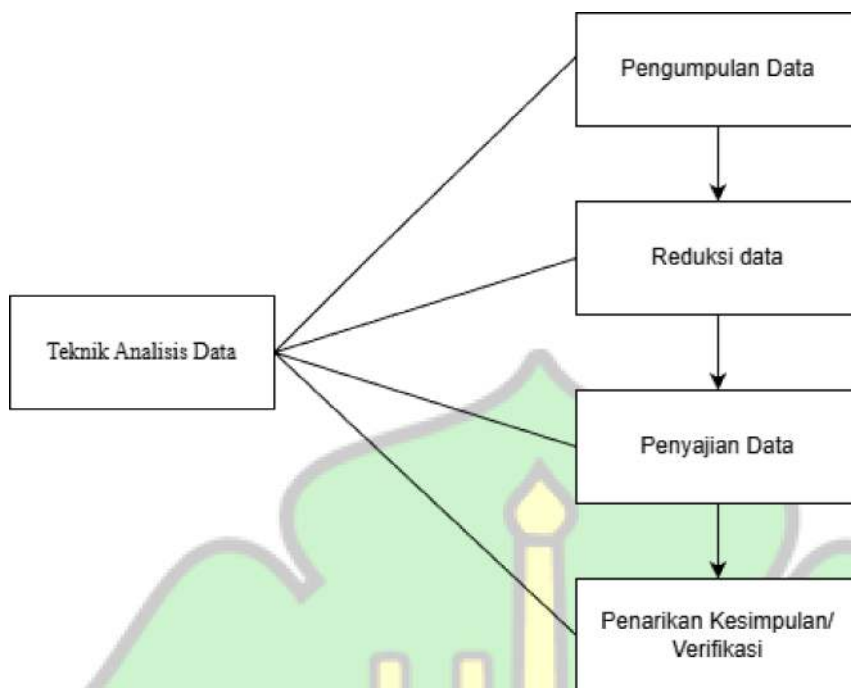 Pengumpulan Data
Reduksi data
Teknik Analisis Data
Penyajian Data
Penarikan Kesimpulan/
Verifikasi